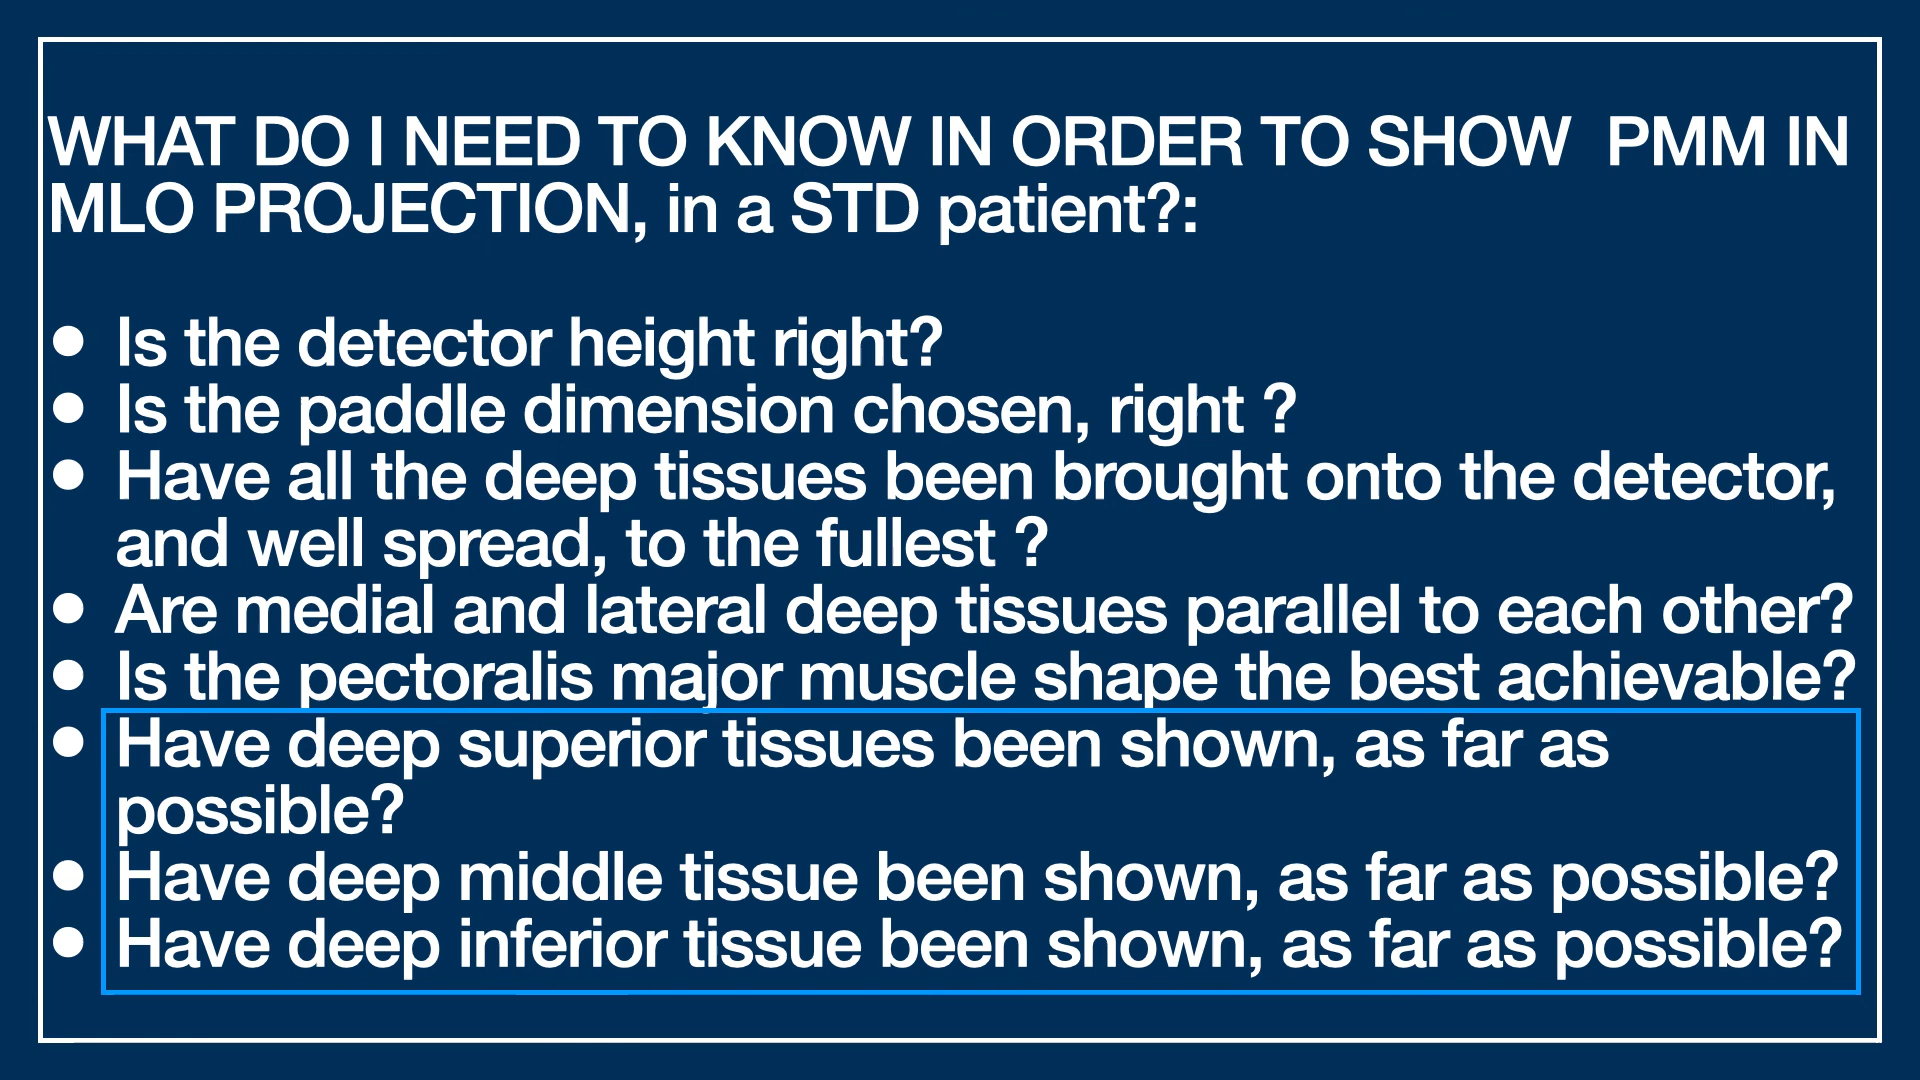 WHAT DO I NEED TO KNOW IN ORDER TO SHOW  PMM IN
MLO PROJECTION, in a STD patient?:
● Is the detector height right?
● Is the paddle dimension chosen, right ?
● Have all the deep tissues been brought onto the detector,
and well spread, to the fullest ?
● Are medial and lateral deep tissues parallel to each other?
● Is the pectoralis major muscle shape the best achievable?
● Have deep superior tissues been shown, as far as
possible?
● Have deep middle tissue been shown, as far as possible?
● Have deep inferior tissue been shown, as far as possible?